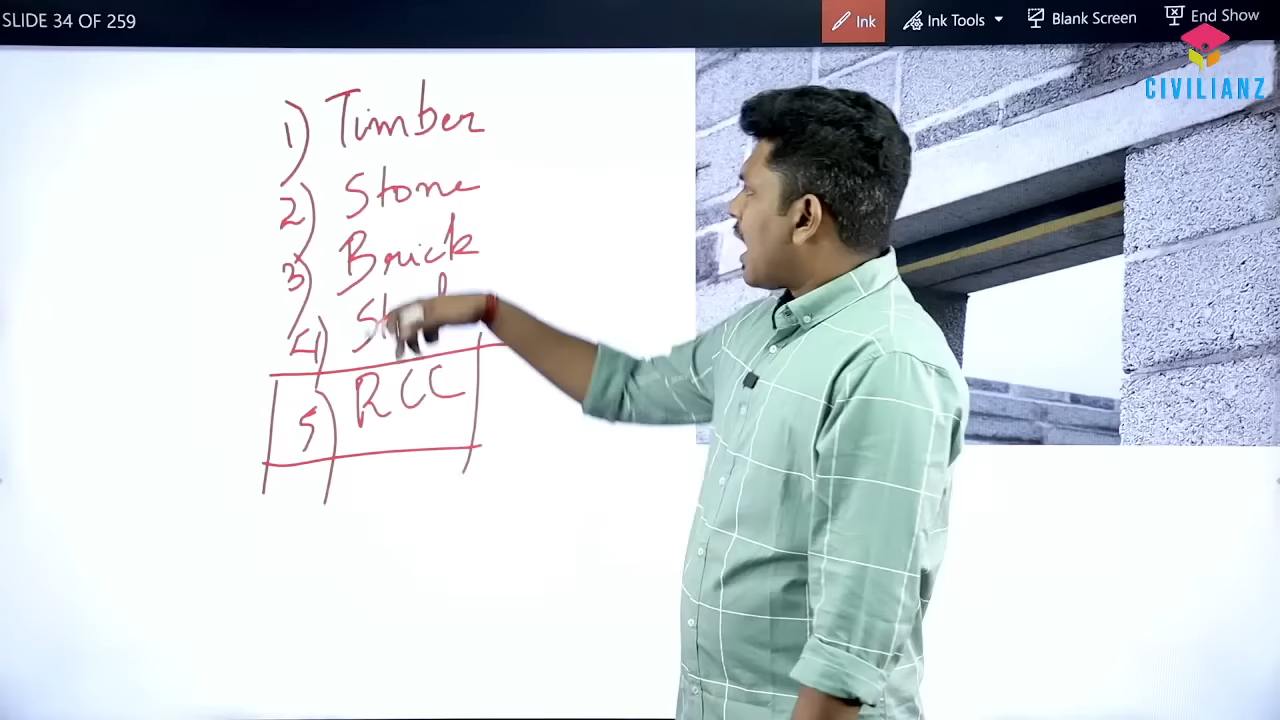 SLIDE 34 OF 259
Ink
Ink Tools
Blank Screen
End Show
CIVILIANZ
1) Timber
2) Stone
3) Brick
4)
5) RCC